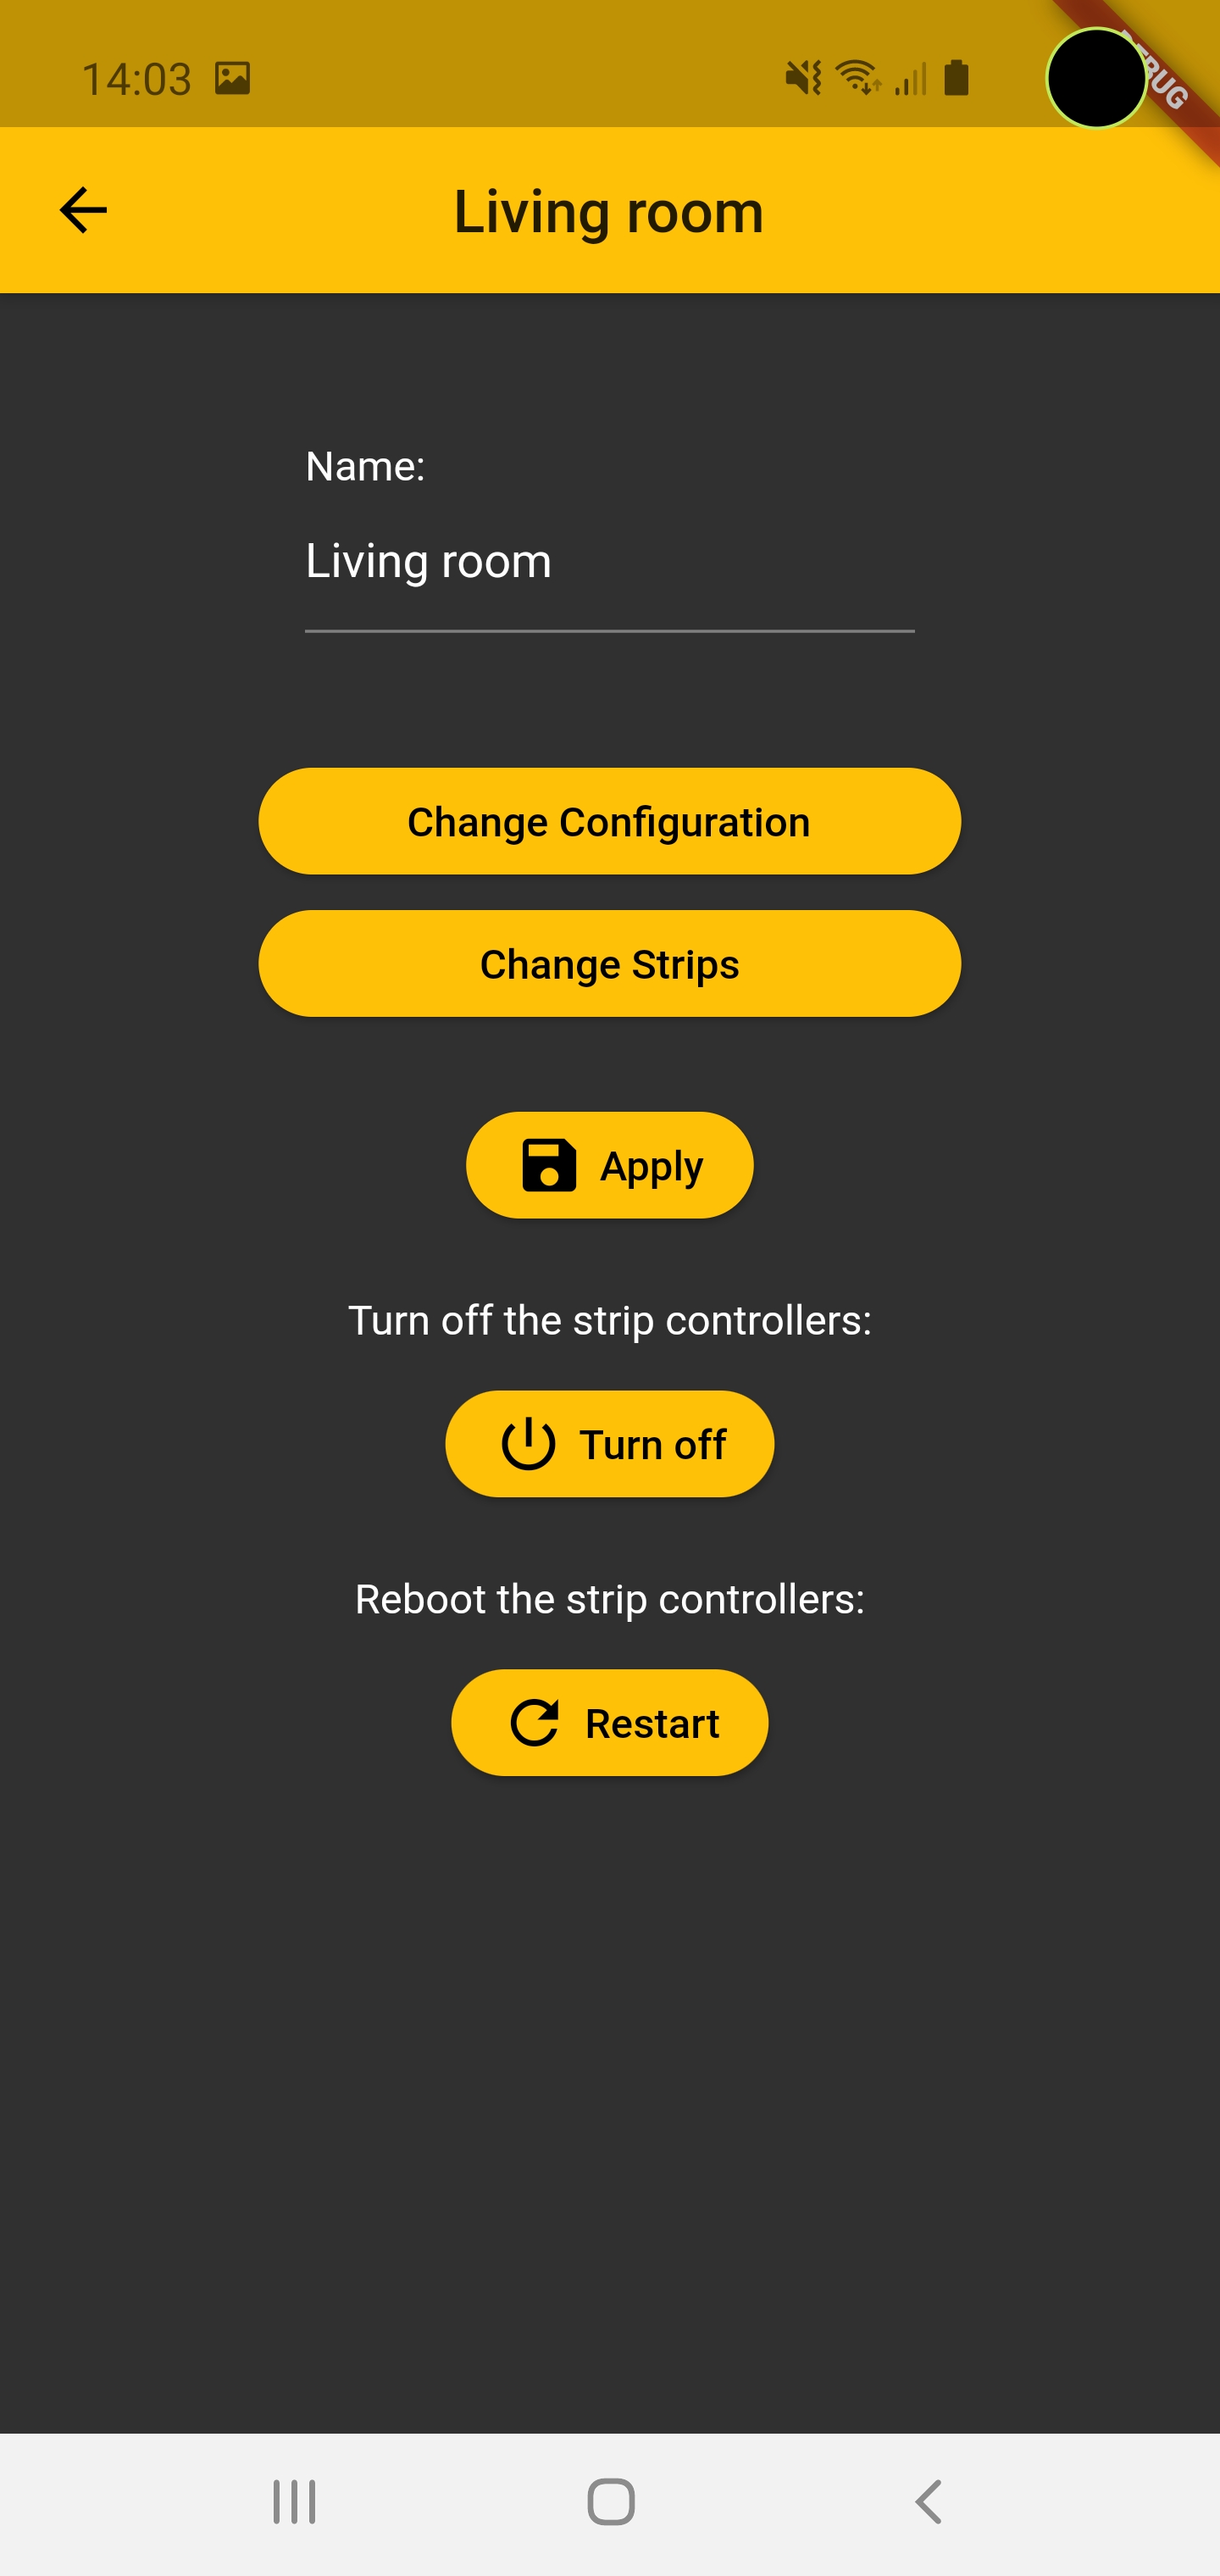 14:03
Living room
Name:
Living room
Change Configuration
Change Strips
Apply
Turn off the strip controllers:
Turn off
Reboot the strip controllers:
Restart